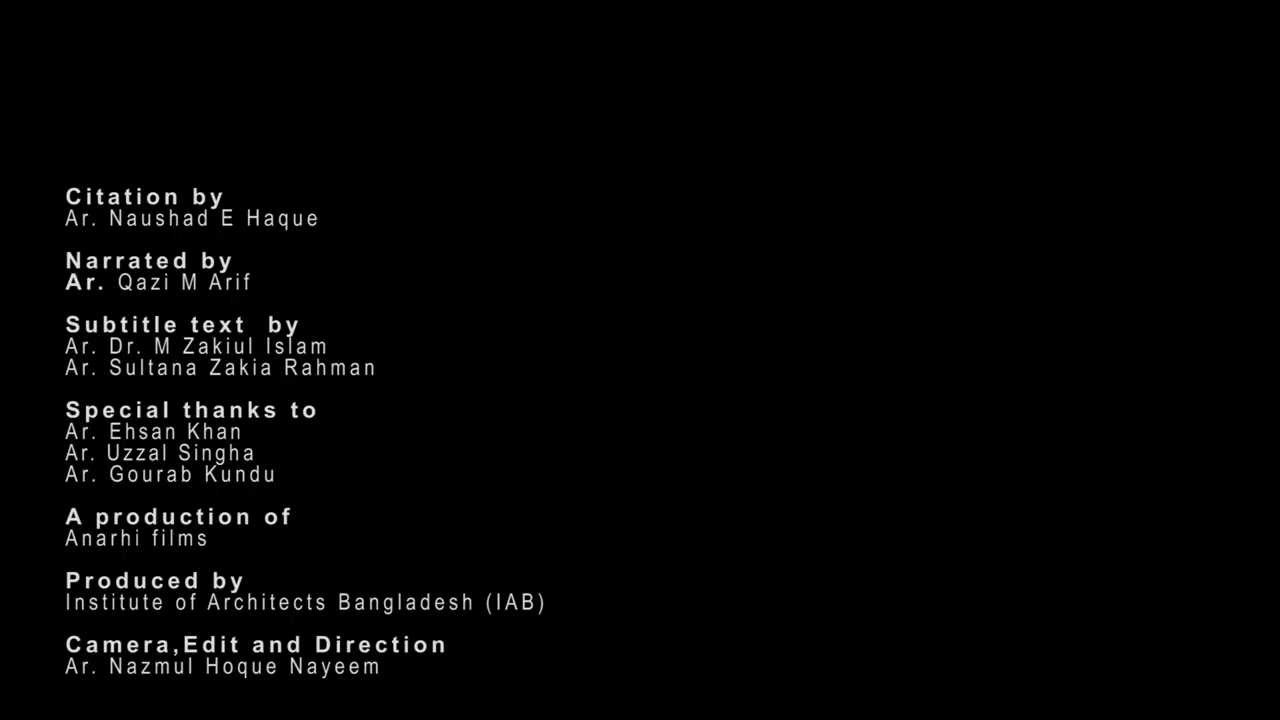 Citation by
Ar. Naushad E Haque
Narrated by
Ar. Qazi M Arif
Subtitle text  by
Ar. Dr. M Zakiul Islam
Ar. Sultana Zakia Rahman
Special thanks to
Ar. Ehsan Khan
Ar. Uzzal Singha
Ar. Gourab Kundu
A production of
Anarhi films
Produced by
Institute of Architects Bangladesh (IAB)
Camera,Edit and Direction
Ar. Nazmul Hoque Nayeem